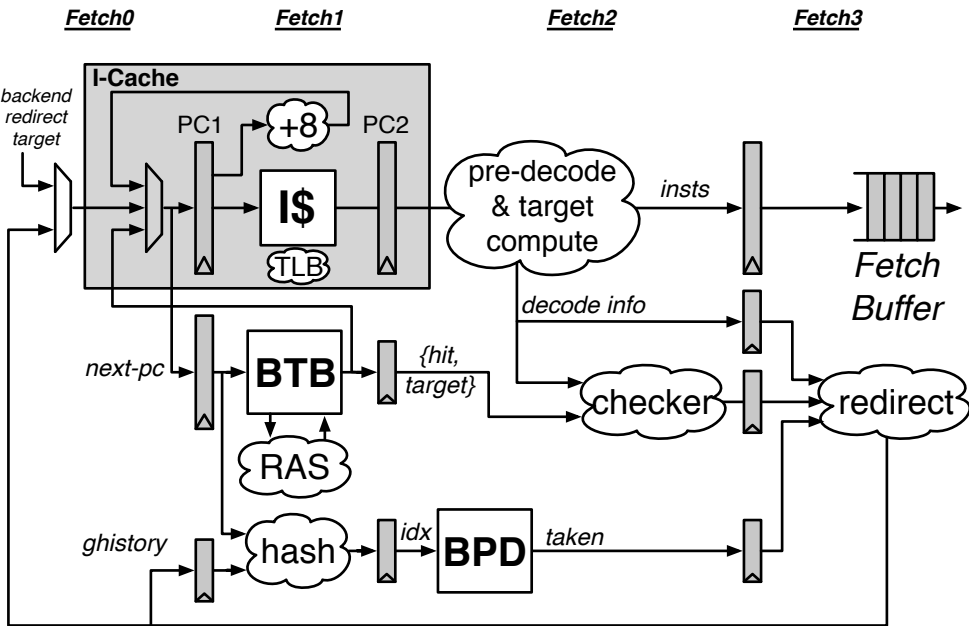 Fetch0
Fetch1
Fetch2
Fetch3
I-Cache
backend
redirect
target
PC1
+8
PC2
I$
TLB
pre-decode
& target
compute
insts
Fetch
Buffer
decode info
next-pc
BTB
{hit,
target}
checker
redirect
RAS
ghistory
hash
idx
BPD
taken